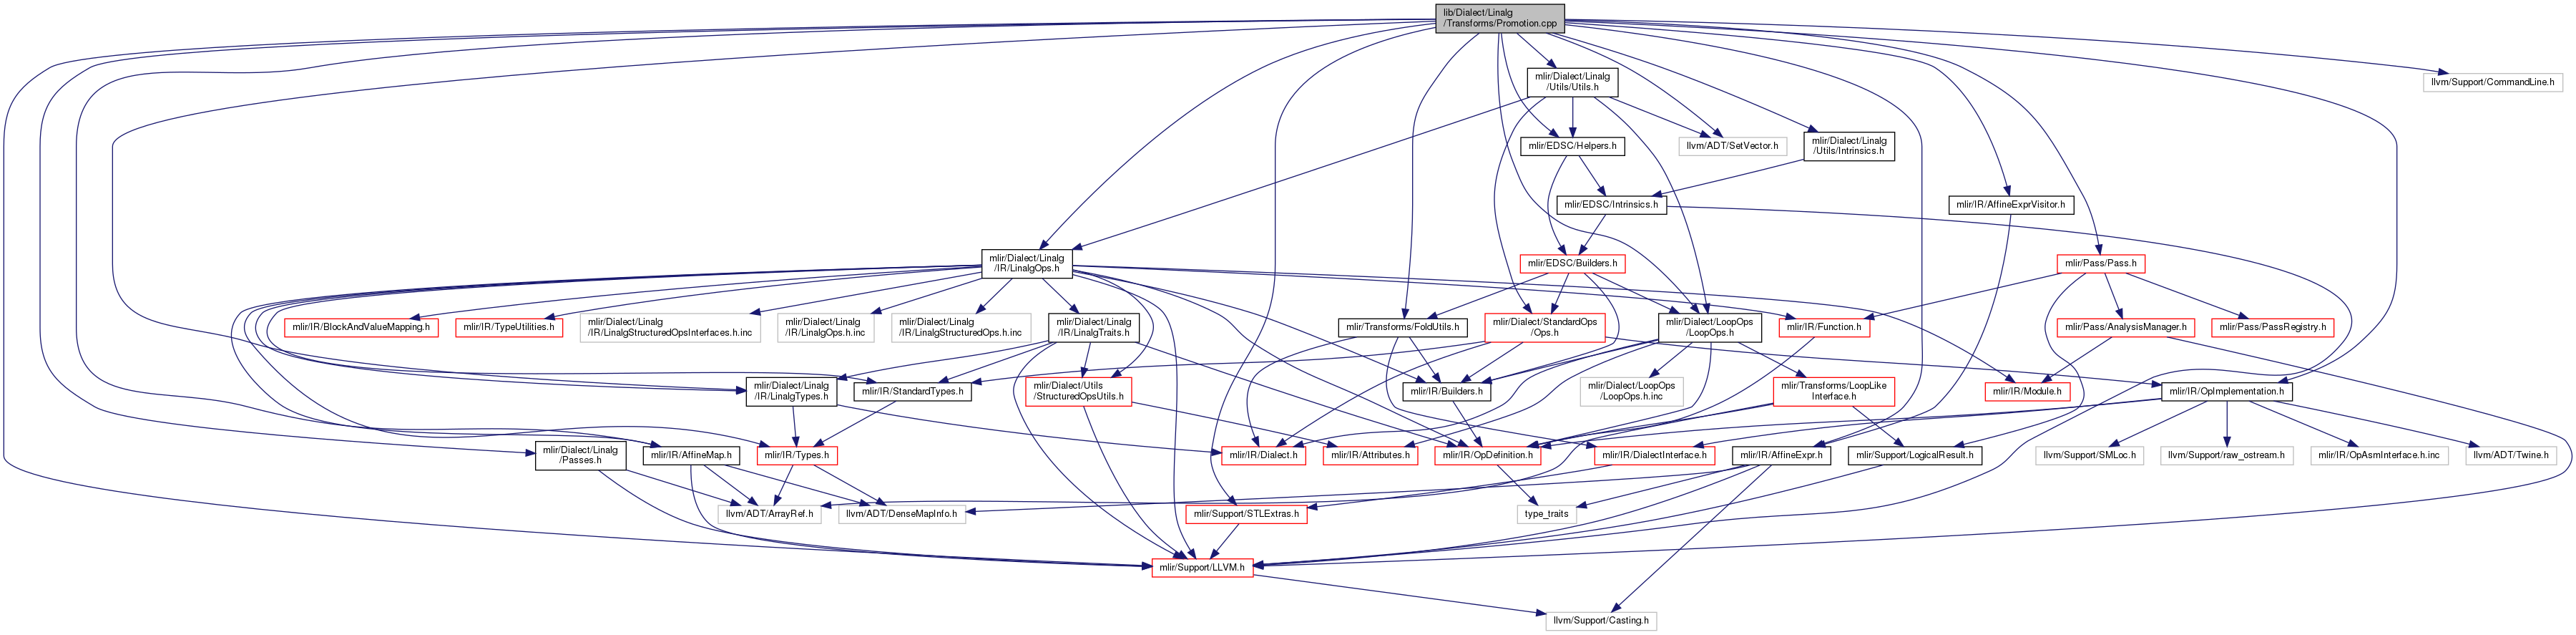 lib/Dialect/Linalg
/Transforms/Promotion.cpp
mlir/Dialect/Linalg
/Utils/Utils.h
llvm/Support/CommandLine.h
mlir/EDSC/Helpers.h
llvm/ADT/SetVector.h
mlir/Dialect/Linalg
/Utils/Intrinsics.h
mlir/EDSC/Intrinsics.h
mlir/IR/AffineExprVisitor.h
mlir/Dialect/Linalg
/IR/LinalgOps.h
mlir/EDSC/Builders.h
mlir/Pass/Pass.h
mlir/IR/BlockAndValueMapping.h
mlir/IR/TypeUtilities.h
mlir/Dialect/Linalg
/IR/LinalgStructuredOpsInterfaces.h.inc
mlir/Dialect/Linalg
/IR/LinalgOps.h.inc
mlir/Dialect/Linalg
/IR/LinalgStructuredOps.h.inc
mlir/Dialect/Linalg
/IR/LinalgTraits.h
mlir/Transforms/FoldUtils.h
mlir/Dialect/StandardOps
/Ops.h
mlir/Dialect/LoopOps
/LoopOps.h
mlir/IR/Function.h
mlir/Pass/AnalysisManager.h
mlir/Pass/PassRegistry.h
mlir/Dialect/Linalg
/IR/LinalgTypes.h
mlir/IR/StandardTypes.h
mlir/Dialect/Utils
/StructuredOpsUtils.h
mlir/IR/Builders.h
mlir/Dialect/LoopOps
/LoopOps.h.inc
mlir/Transforms/LoopLike
Interface.h
mlir/IR/Module.h
mlir/IR/OpImplementation.h
mlir/Dialect/Linalg
/Passes.h
mlir/IR/AffineMap.h
mlir/IR/Types.h
mlir/IR/Dialect.h
mlir/IR/Attributes.h
mlir/IR/OpDefinition.h
mlir/IR/DialectInterface.h
mlir/IR/AffineExpr.h
mlir/Support/LogicalResult.h
llvm/Support/SMLoc.h
llvm/Support/raw_ostream.h
mlir/IR/OpAsmInterface.h.inc
llvm/ADT/Twine.h
llvm/ADT/ArrayRef.h
llvm/ADT/DenseMapInfo.h
mlir/Support/STLExtras.h
type_traits
mlir/Support/LLVM.h
llvm/Support/Casting.h